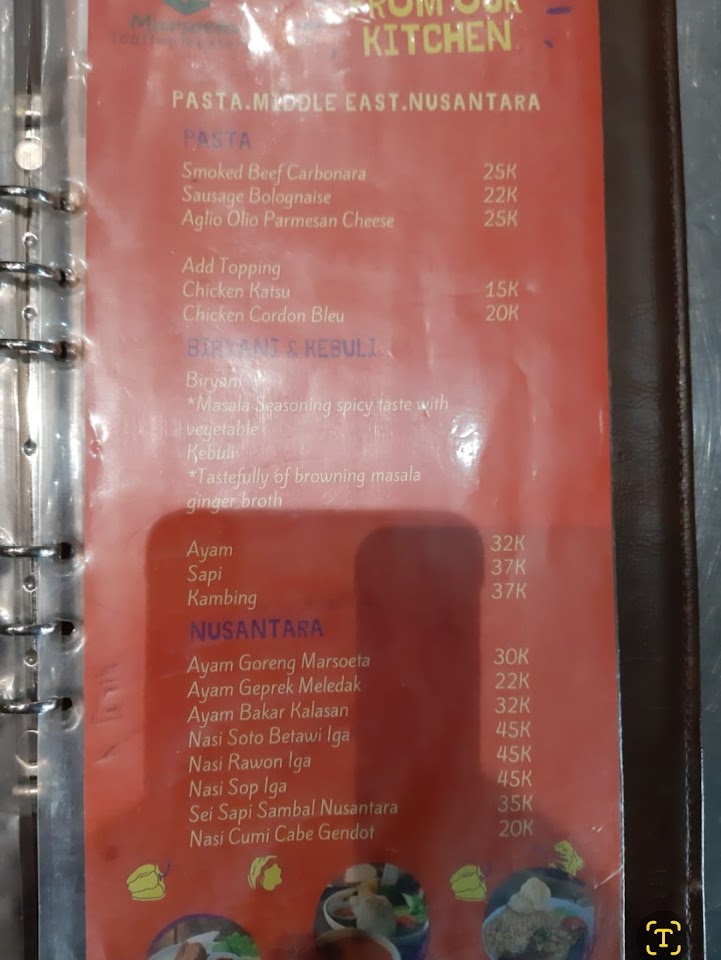 KITCHEN
PASTA.MIDDLE EAST.NUSANTARA
PASTA
Smoked Beef Carbonara 25K
Sausage Bolognaise 22K
Aglio Olio Parmesan Cheese 25K
Add Topping
Chicken Katsu 15K
Chicken Cordon Bleu 20K
BIRYANI & KEBULI
Biryani
*Masala Seasoning spicy taste with
vegetable
Kebuli
*Tastefully of browning masala
ginger broth
Ayam 32K
Sapi 37K
Kambing 37K
NUSANTARA
Ayam Goreng Marsoeta 30K
Ayam Geprek Meledak 22K
Ayam Bakar Kalasan 32K
Nasi Soto Betawi Iga 45K
Nasi Rawon Iga 45K
Nasi Sop Iga 45K
Sei Sapi Sambal Nusantara 35K
Nasi Cumi Cabe Gendot 20K